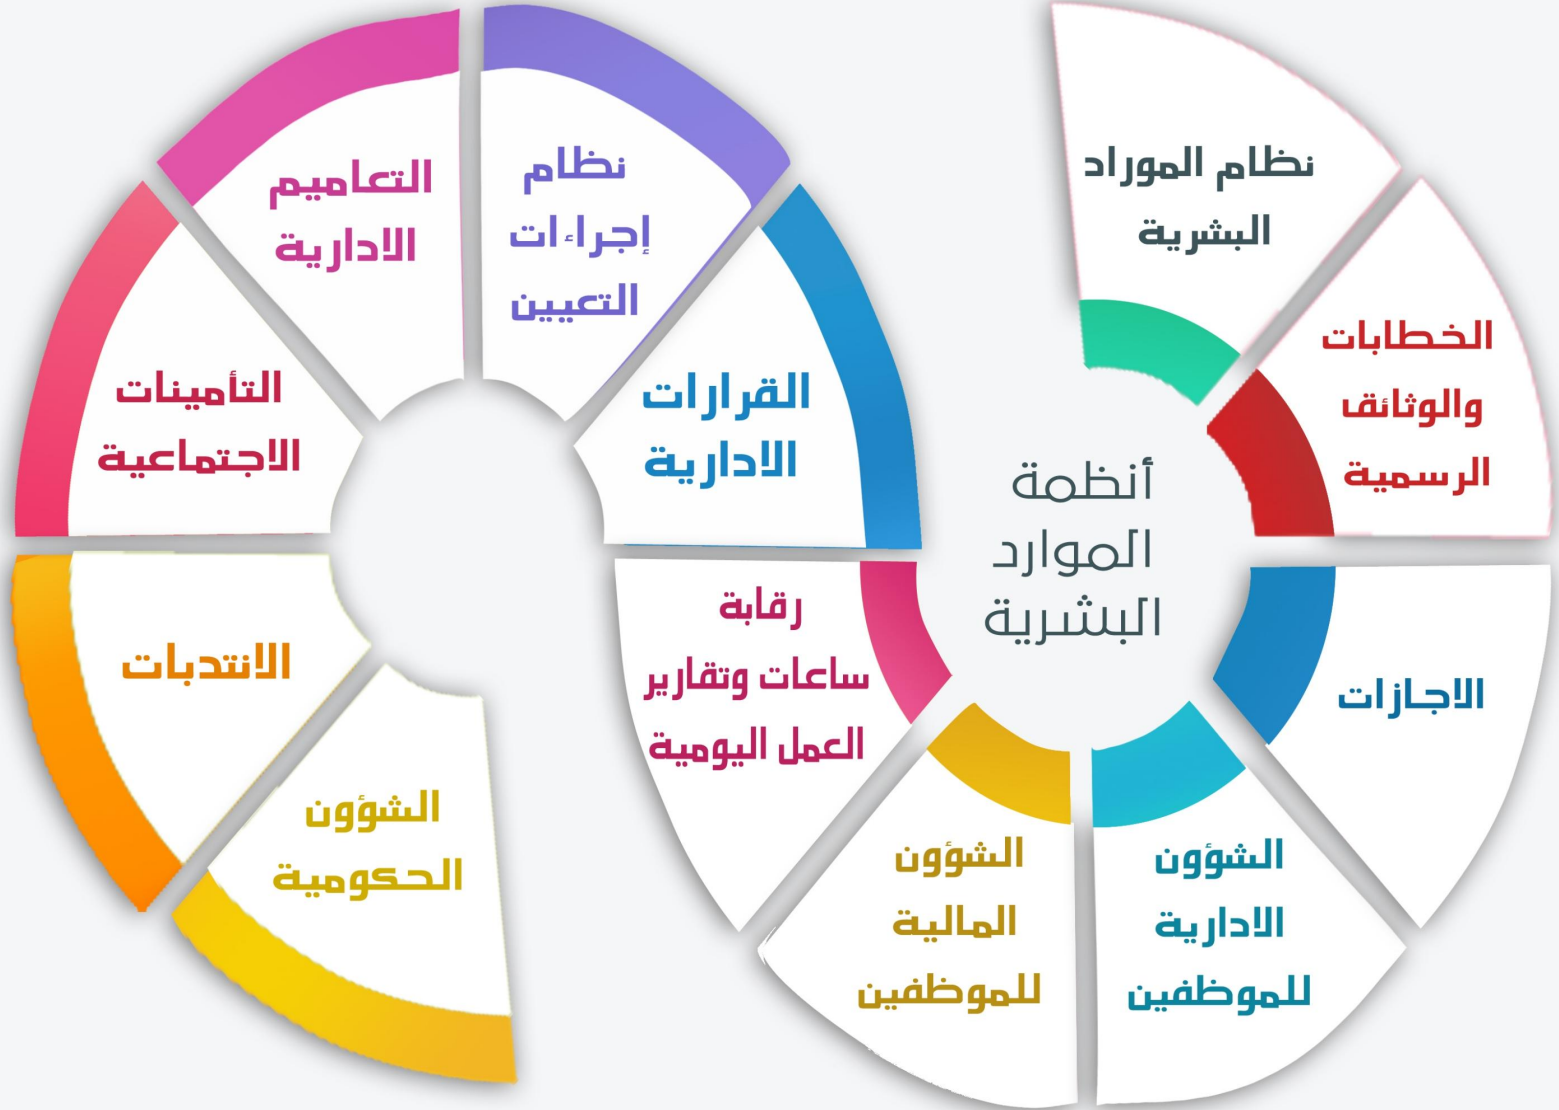 أنظمة
الموارد
البشرية
نظام الموراد
البشرية
الخطابات
والوثائق
الرسمية
الاجازات
الشؤون
الادارية
للموظفين
الشؤون
المالية
للموظفين
رقابة
ساعات وتقارير
العمل اليومية
القرارات
الادارية
نظام
إجراءات
التعيين
التعاميم
الادارية
التأمينات
الاجتماعية
الانتدبات
الشؤون
الحكومية